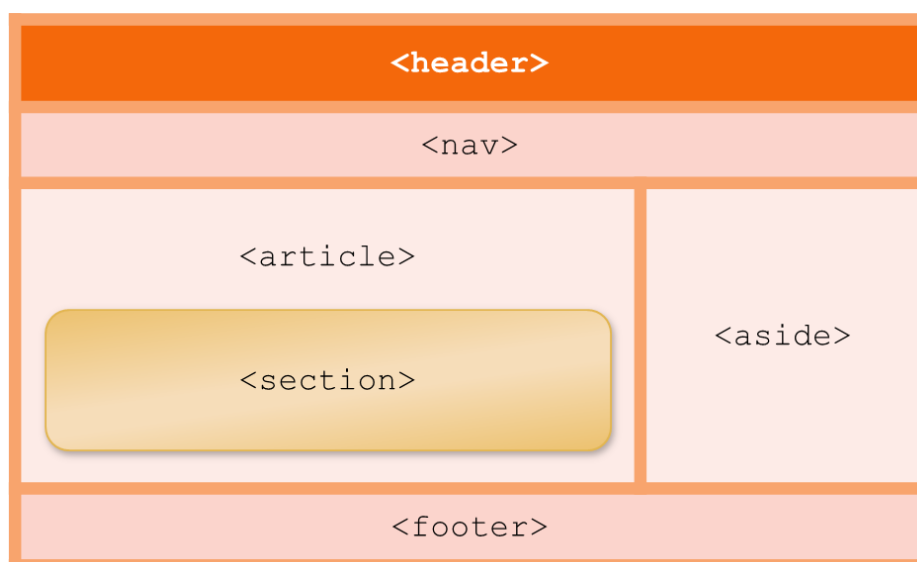 <header>
<nav>
<article>
<section>
<aside>
<footer>